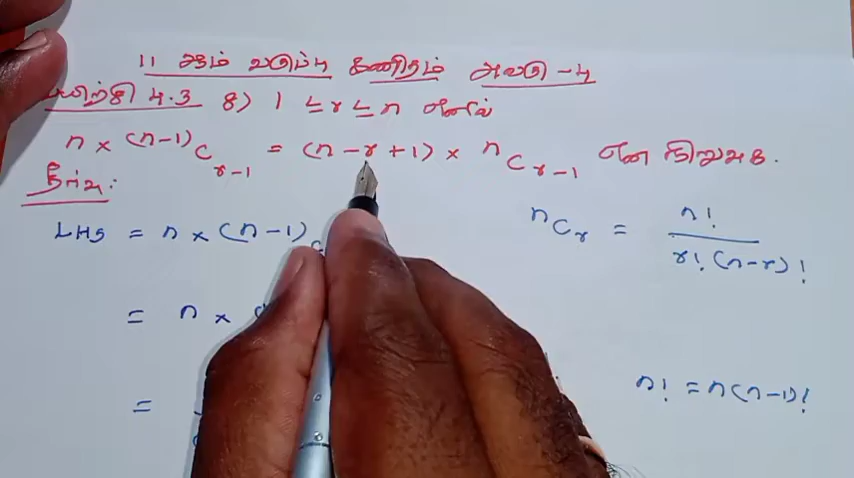 11 ஆம் வகுப்பு கணிதம் அலகு - 4
பயிற்சி 4.3 8) 1 ≤ r ≤ n எனில்
n × (n-1)C_{r-1} = (n-r+1) × nC_{r-1} என நிறுவுக.
தீர்வு:
LHS = n × (n-1)
nC_r = n! / r!(n-r)!
= n ×
n! = n(n-1)!
=